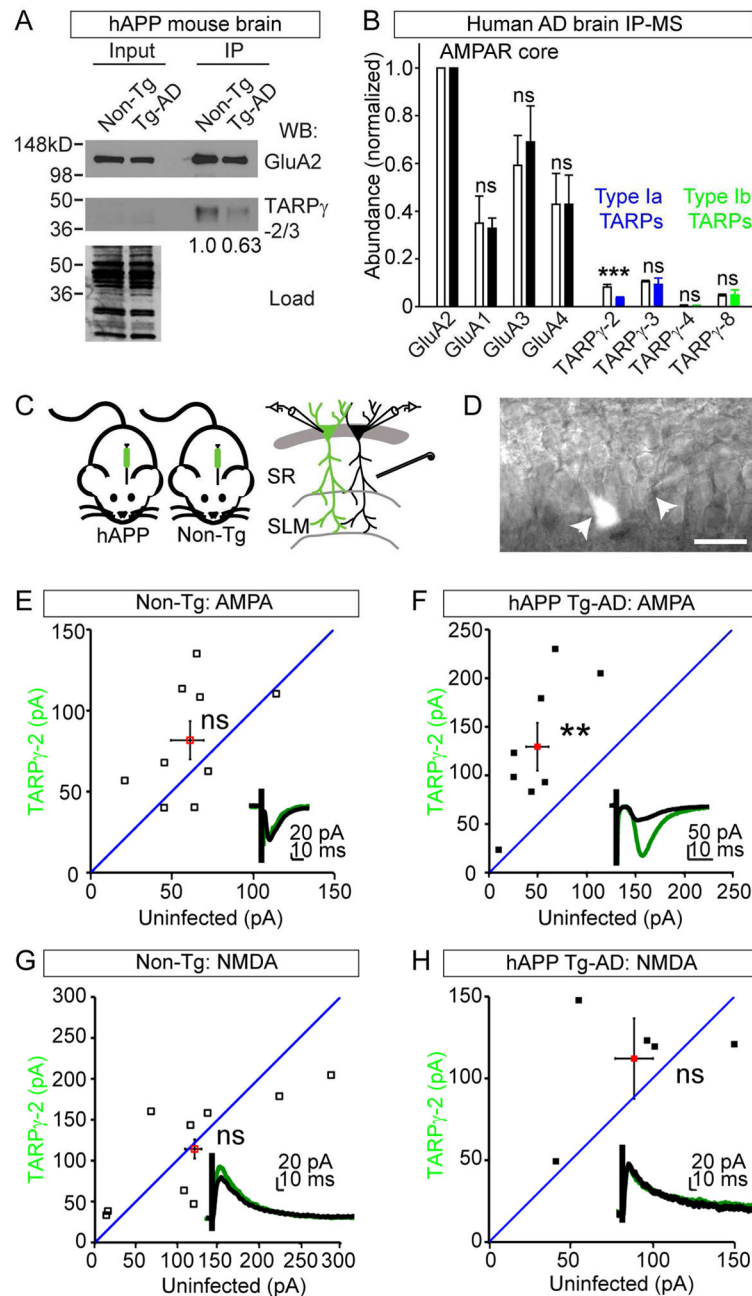 A
hAPP mouse brain
Input
IP
Non-Tg
Tg-AD
Non-Tg
Tg-AD
WB:
148kD
98
GluA2
50
36
TARPγ
-2/3
1.0 0.63
50
36
Load
B
Human AD brain IP-MS
AMPAR core
Abundance (normalized)
1.0
0.8
0.6
0.4
0.2
0
ns
ns
ns
Type Ia
TARPs
Type Ib
TARPs
***
ns
ns
ns
GluA2
GluA1
GluA3
GluA4
TARPγ-2
TARPγ-3
TARPγ-4
TARPγ-8
C
hAPP
Non-Tg
SR
SLM
D
E
Non-Tg: AMPA
TARPγ-2 (pA)
150
100
50
0
ns
20 pA
10 ms
0
50
100
150
Uninfected (pA)
F
hAPP Tg-AD: AMPA
250
200
150
100
50
0
**
50 pA
10 ms
0
50
100
150
200
250
Uninfected (pA)
G
Non-Tg: NMDA
TARPγ-2 (pA)
300
250
200
150
100
50
0
ns
20 pA
10 ms
0
50
100
150
200
250
300
Uninfected (pA)
H
hAPP Tg-AD: NMDA
TARPγ-2 (pA)
150
100
50
0
ns
20 pA
10 ms
0
50
100
150
Uninfected (pA)